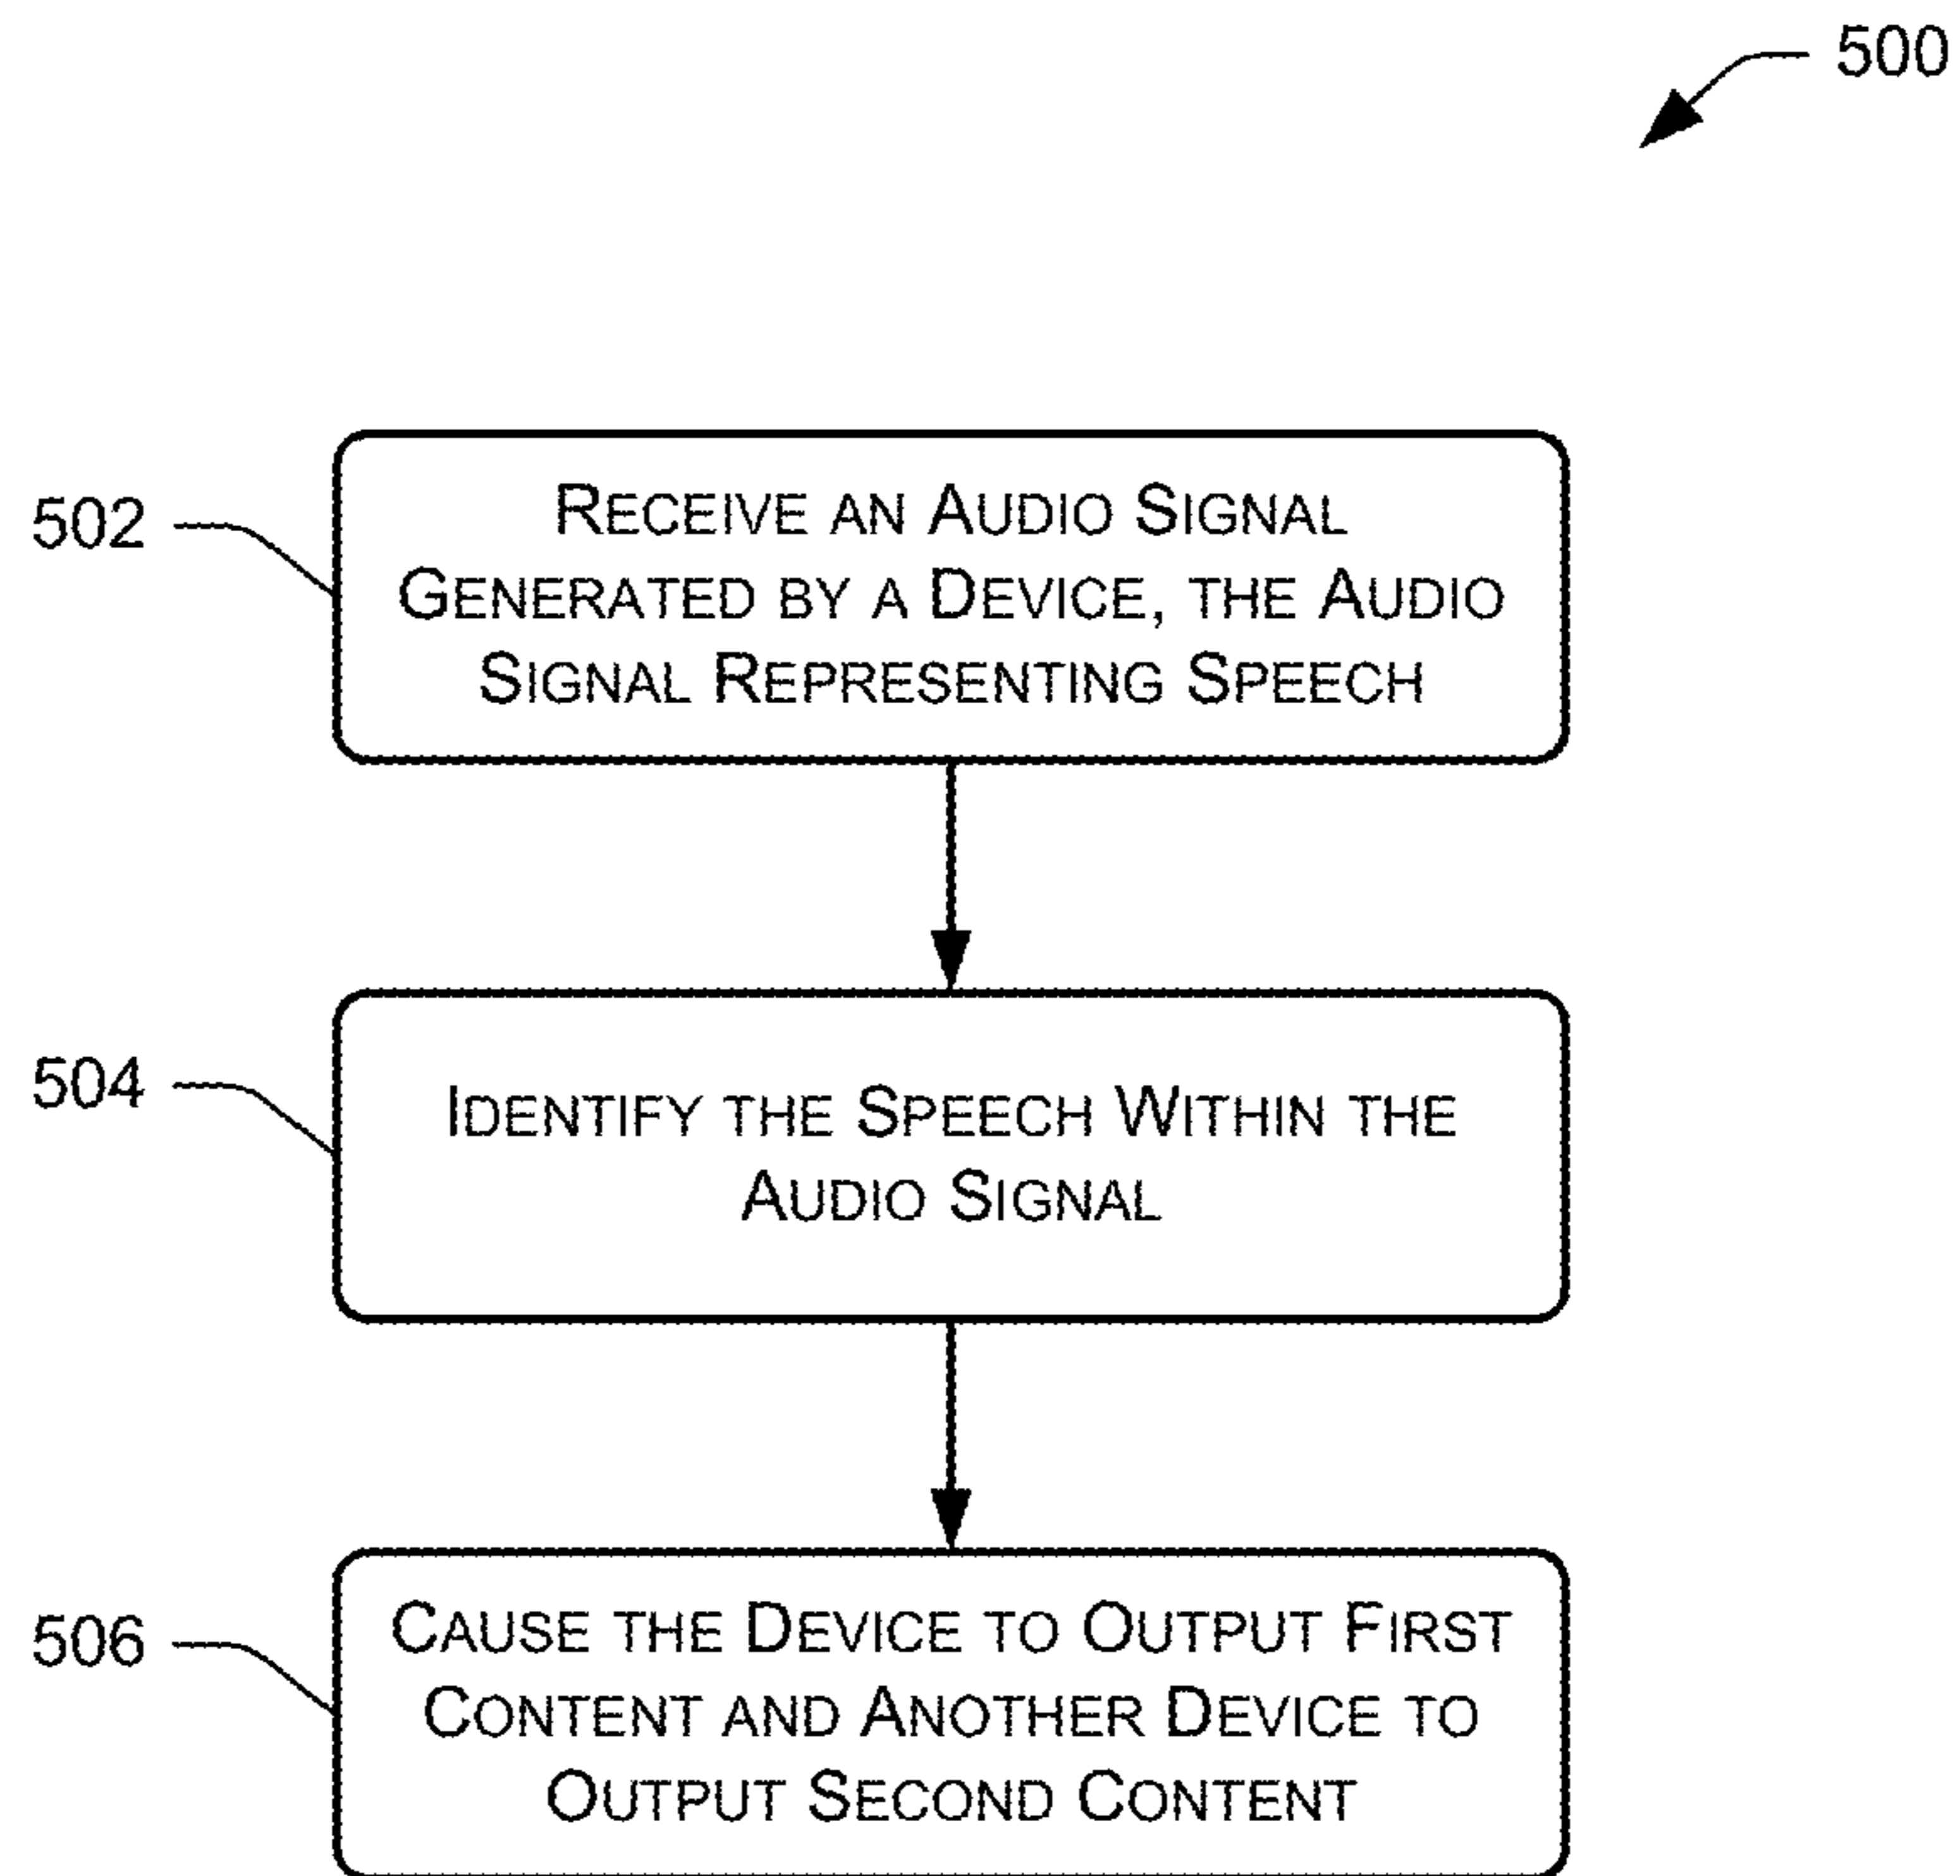 500
502
RECEIVE AN AUDIO SIGNAL
GENERATED BY A DEVICE, THE AUDIO
SIGNAL REPRESENTING SPEECH
504
IDENTIFY THE SPEECH WITHIN THE
AUDIO SIGNAL
506
CAUSE THE DEVICE TO OUTPUT FIRST
CONTENT AND ANOTHER DEVICE TO
OUTPUT SECOND CONTENT